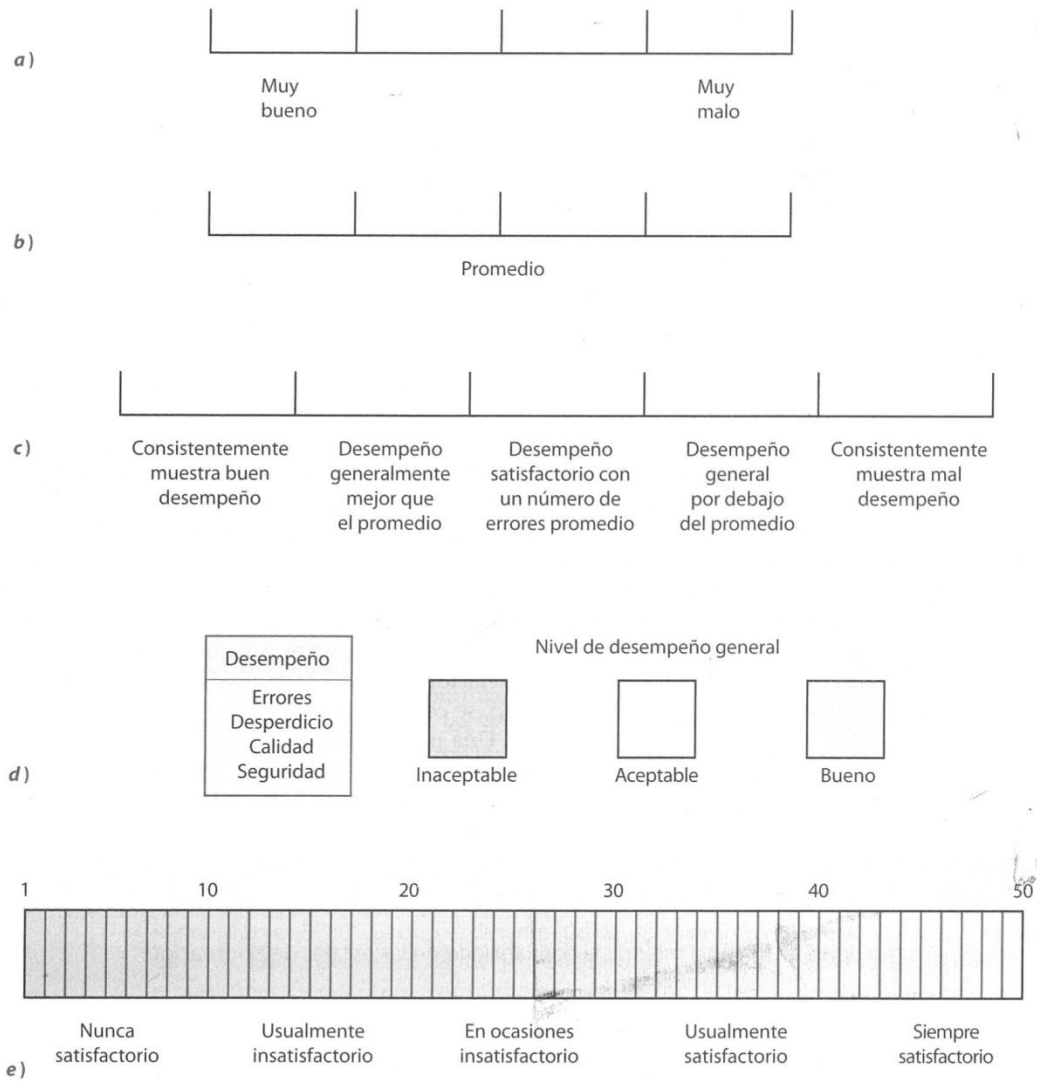 a)
Muy
bueno
Muy
malo
b)
Promedio
c)
Consistentemente
muestra buen
desempeño
Desempeño
generalmente
mejor que
el promedio
Desempeño
satisfactorio con
un número de
errores promedio
Desempeño
general
por debajo
del promedio
Consistentemente
muestra mal
desempeño
d)
Desempeño
Errores
Desperdicio
Calidad
Seguridad
Nivel de desempeño general
Inaceptable
Aceptable
Bueno
1 10 20 30 40 50
Nunca
satisfactorio
Usualmente
insatisfactorio
En ocasiones
insatisfactorio
Usualmente
satisfactorio
Siempre
satisfactorio
e)